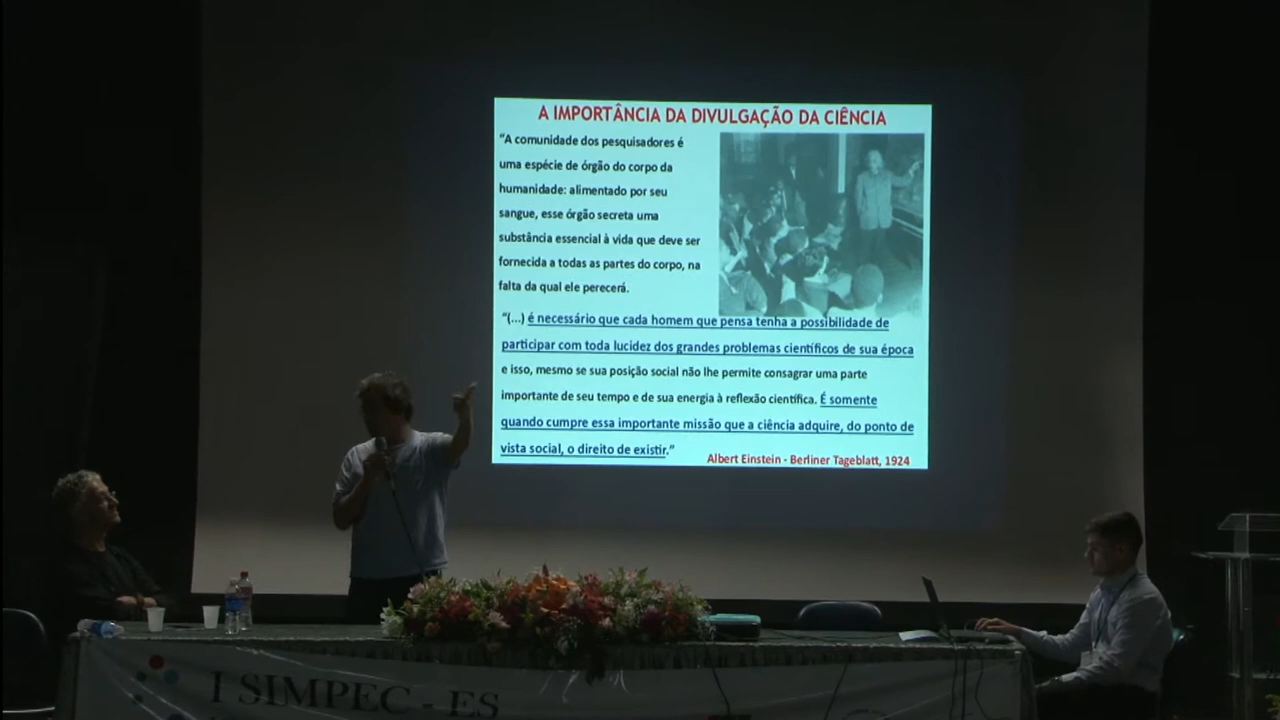 A IMPORTÂNCIA DA DIVULGAÇÃO DA CIÊNCIA
“A comunidade dos pesquisadores é
uma espécie de órgão do corpo da
humanidade: alimentado por seu
sangue, esse órgão secreta uma
substância essencial à vida que deve ser
fornecida a todas as partes do corpo, na
falta da qual ele perecerá.
“(...) é necessário que cada homem que pensa tenha a possibilidade de
participar com toda lucidez dos grandes problemas científicos de sua época
e isso, mesmo se sua posição social não lhe permite consagrar uma parte
importante de seu tempo e de sua energia à reflexão científica. É somente
quando cumpre essa importante missão que a ciência adquire, do ponto de
vista social, o direito de existir.”
Albert Einstein - Berliner Tageblatt, 1924
I SIMPEC - ES